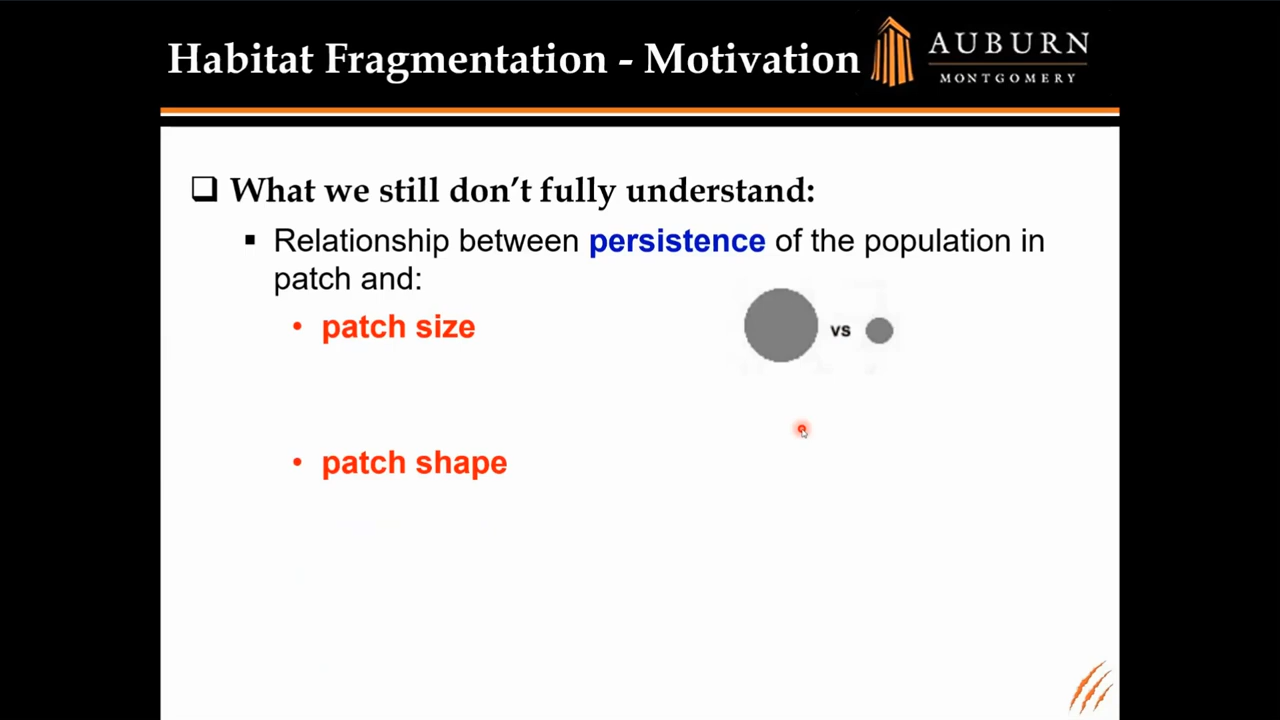 Habitat Fragmentation - Motivation
AUBURN
MONTGOMERY
What we still don't fully understand:
Relationship between persistence of the population in
patch and:
• patch size
vs
• patch shape